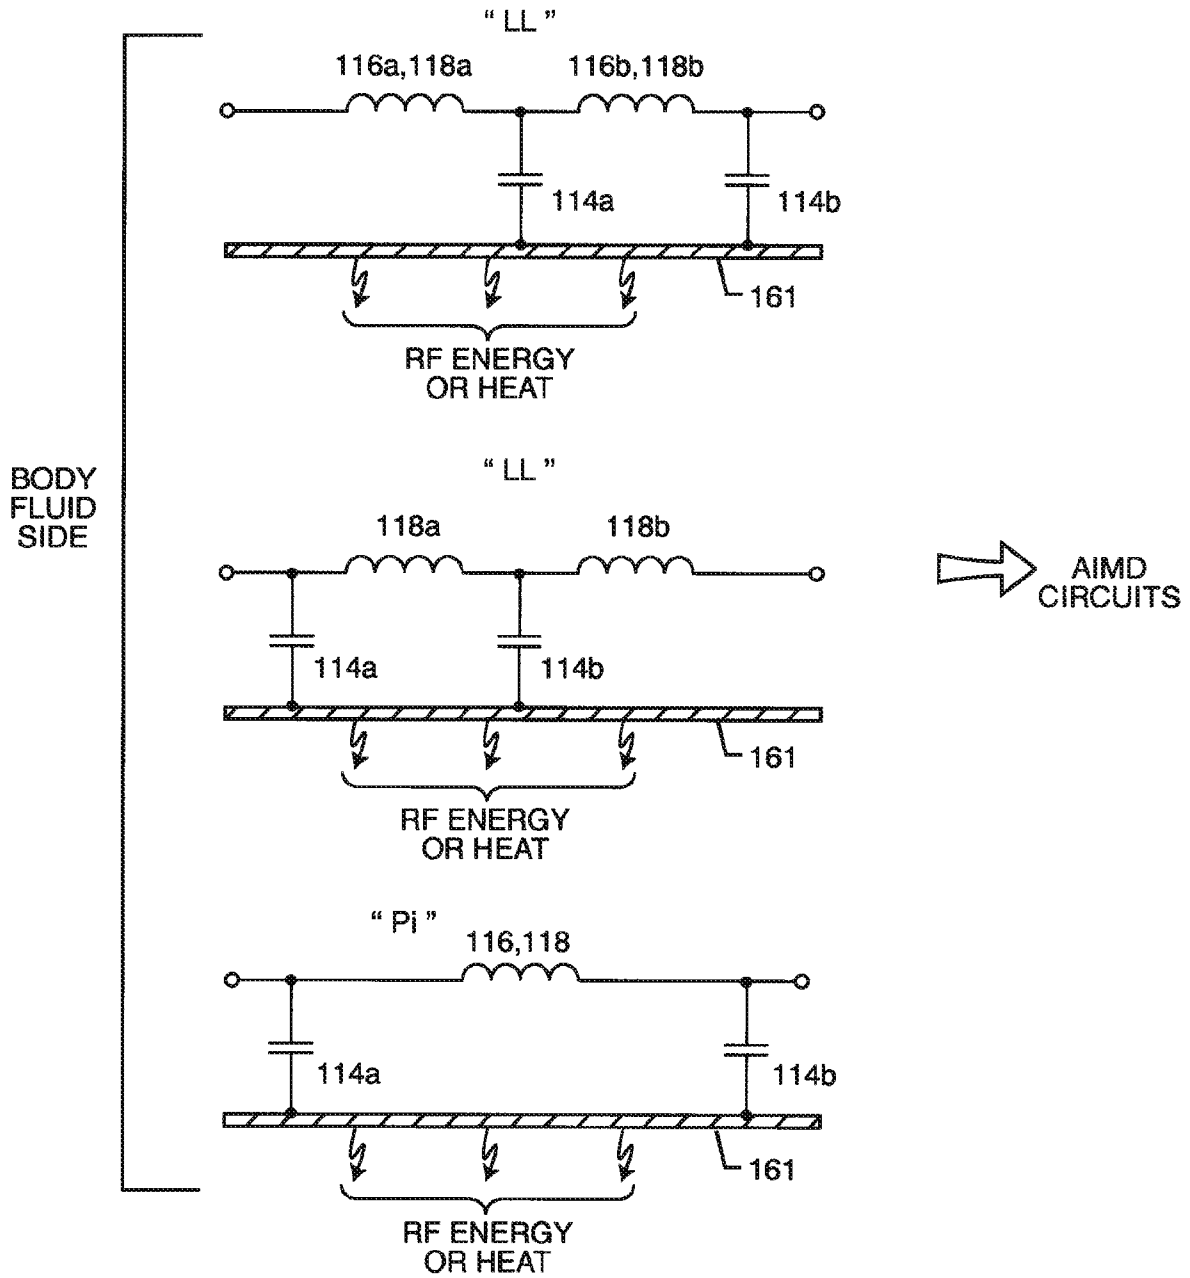 “ LL ”
116a,118a
116b,118b
114a
114b
161
RF ENERGY
OR HEAT
“ LL ”
BODY
FLUID
SIDE
118a
118b
AIMD
CIRCUITS
114a
114b
161
RF ENERGY
OR HEAT
“ Pi ”
116,118
114a
114b
161
RF ENERGY
OR HEAT